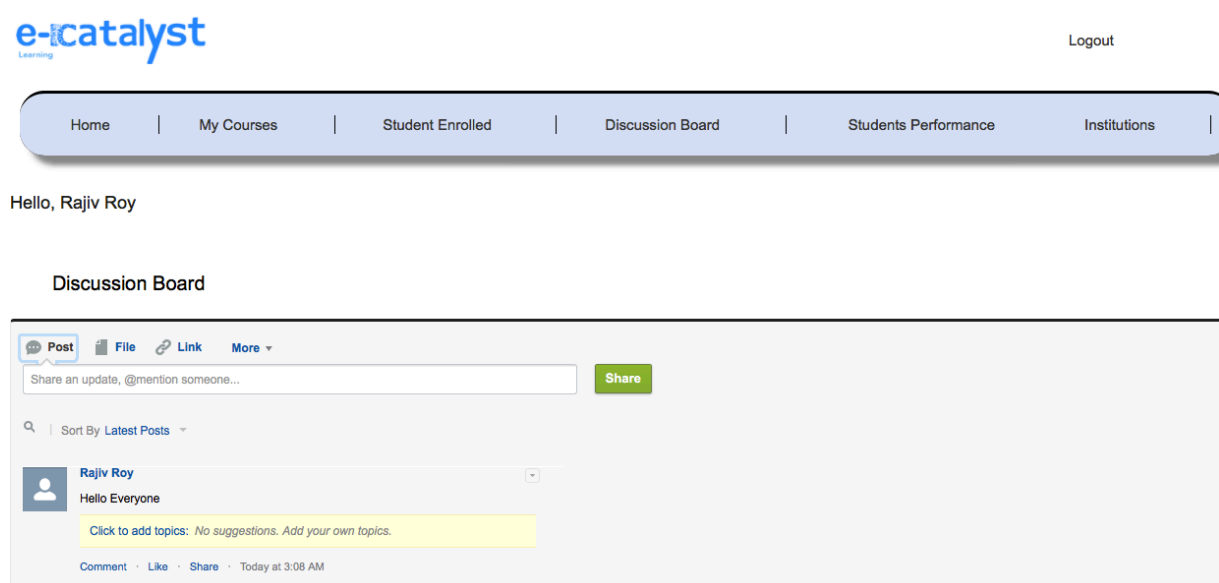 e-catalyst
Learning
Logout
Home | My Courses | Student Enrolled | Discussion Board | Students Performance Institutions |
Hello, Rajiv Roy
Discussion Board
Post File Link More
Share an update, @mention someone...
Share
Sort By Latest Posts
Rajiv Roy
Hello Everyone
Click to add topics: No suggestions. Add your own topics.
Comment · Like · Share · Today at 3:08 AM